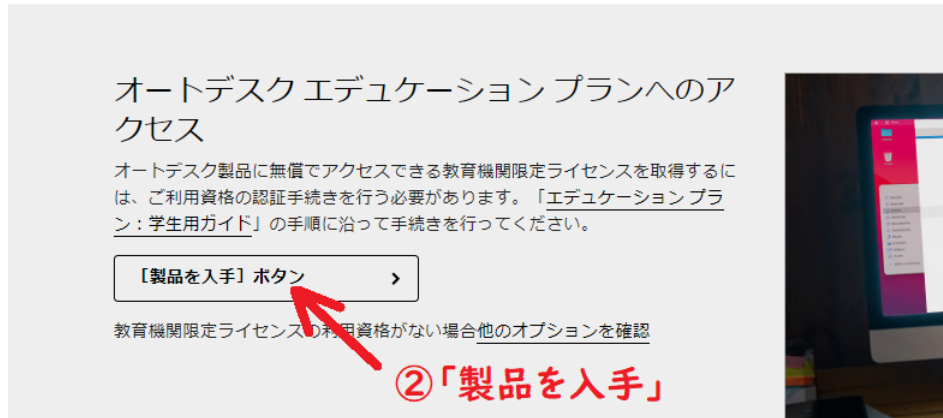 オートデスク エデュケーション プランへのア
クセス
オートデスク製品に無償でアクセスできる教育機関限定ライセンスを取得するに
は、ご利用資格の認証手続きを行う必要があります。「エデュケーション プラ
ン：学生用ガイド」の手順に沿って手続きを行ってください。
［製品を入手］ボタン
教育機関限定ライセンスの利用資格がない場合他のオプションを確認
②「製品を入手」